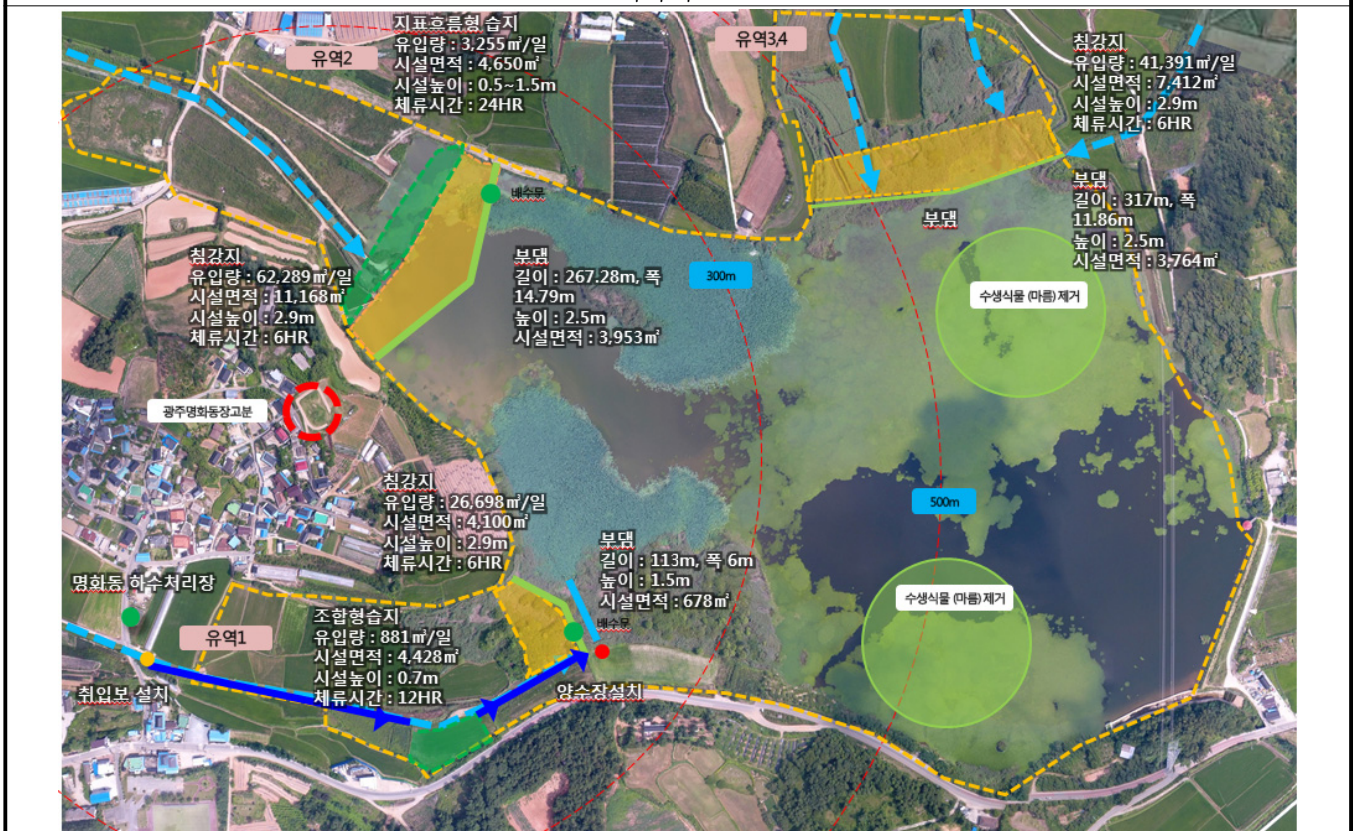 지표흐름형 습지
유입량 : 3,255㎥/일
시설면적 : 4,650㎡
시설높이 : 0.5~1.5m
체류시간 : 24HR
유역2
유역3,4
침강지
유입량 : 41,391㎥/일
시설면적 : 7,412㎡
시설높이 : 2.9m
체류시간 : 6HR
배수문
부댐
부댐
길이 : 317m, 폭
11.86m
높이 : 2.5m
시설면적 : 3,764㎡
침강지
유입량 : 62,289㎥/일
시설면적 : 11,168㎡
시설높이 : 2.9m
체류시간 : 6HR
부댐
길이 : 267.28m, 폭
14.79m
높이 : 2.5m
시설면적 : 3,953㎡
300m
수생식물 (마름) 제거
광주명화동장고분
침강지
유입량 : 26,698㎥/일
시설면적 : 4,100㎡
시설높이 : 2.9m
체류시간 : 6HR
500m
부댐
길이 : 113m, 폭 6m
높이 : 1.5m
시설면적 : 678㎡
배수문
수생식물 (마름) 제거
명화동 하수처리장
유역1
조합형습지
유입량 : 881㎥/일
시설면적 : 4,428㎡
시설높이 : 0.7m
체류시간 : 12HR
취입보 설치
양수장설치